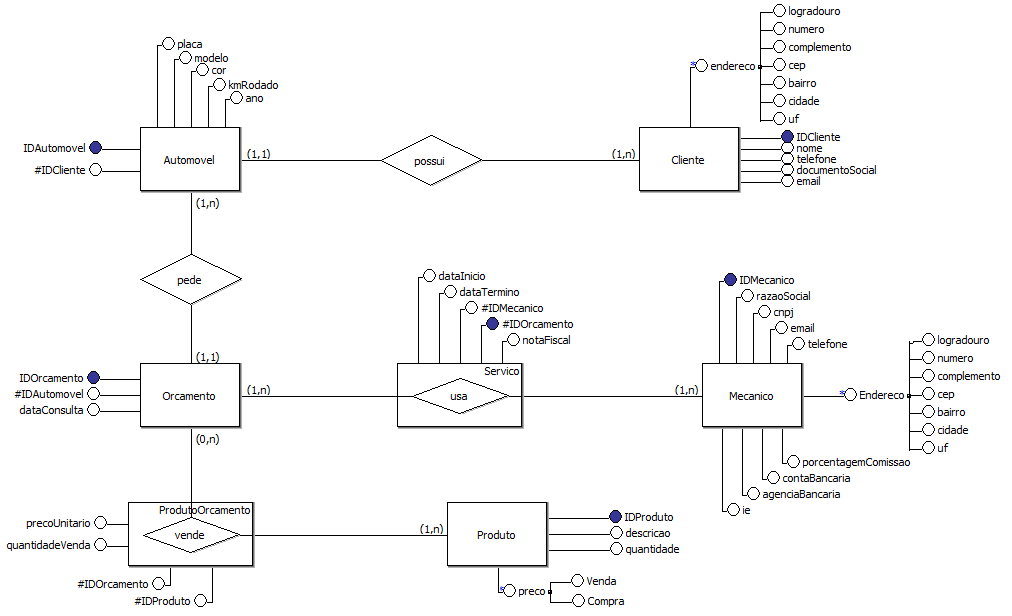 placa
modelo
cor
kmRodado
ano
IDAutomovel
#IDCliente
Automovel
(1,1)
possui
(1,n)
Cliente
* endereco
logradouro
numero
complemento
cep
bairro
cidade
uf
IDCliente
nome
telefone
documentoSocial
email
(1,n)
pede
(1,1)
IDOrcamento
#IDAutomovel
dataConsulta
Orcamento
(1,n)
dataInicio
dataTermino
#IDMecanico
#IDOrcamento
notaFiscal
Servico
usa
(1,n)
Mecanico
IDMecanico
razaoSocial
cnpj
email
telefone
* Endereco
logradouro
numero
complemento
cep
bairro
cidade
uf
porcentagemComissao
contaBancaria
agenciaBancaria
ie
(0,n)
ProdutoOrcamento
vende
precoUnitario
quantidadeVenda
#IDOrcamento
#IDProduto
(1,n)
Produto
IDProduto
descricao
quantidade
* preco
Venda
Compra